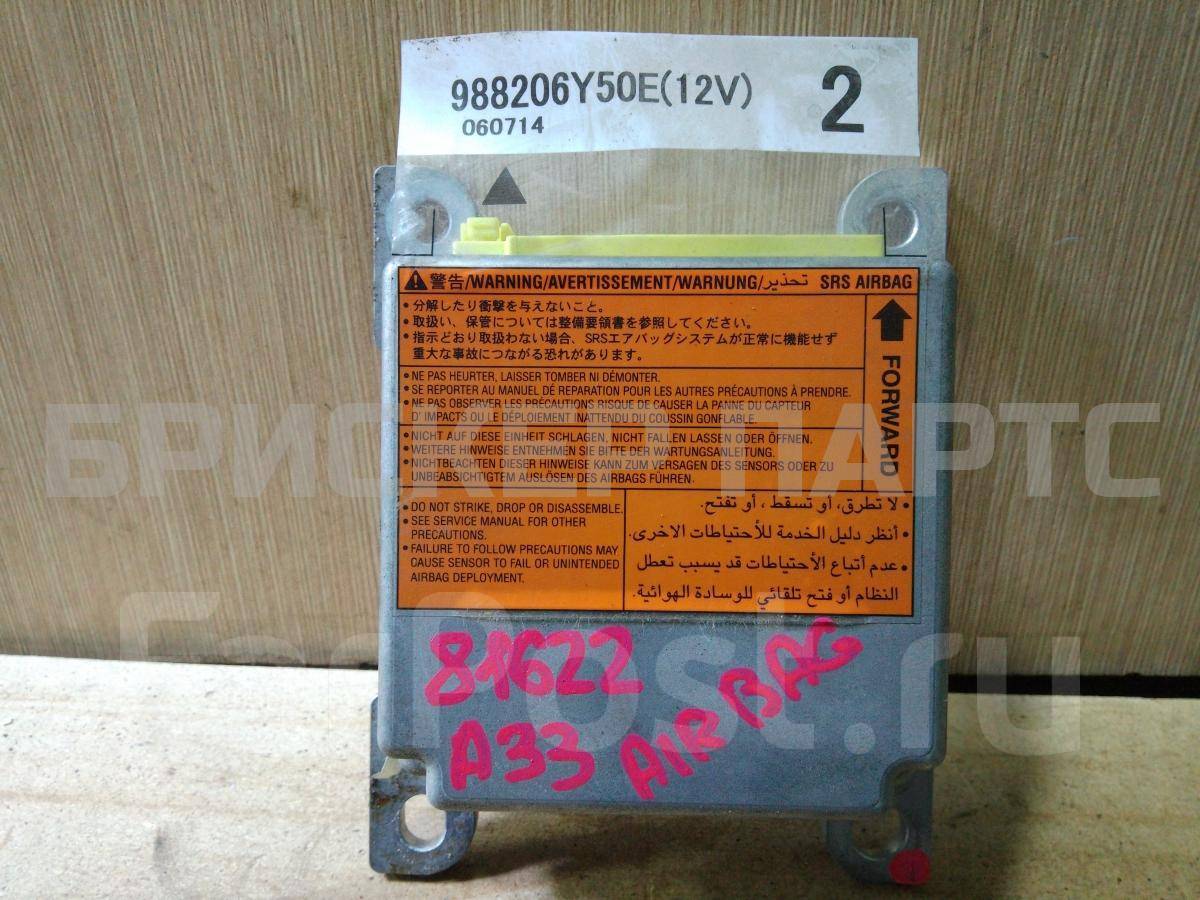 988206Y50E(12V)
2
060714
警告/WARNING/AVERTISSEMENT/WARNUNG/تحذير SRS AIRBAG
• 分解したり衝撃を与えないこと。
• 取扱い、保管については整備要領書を参照してください。
• 指示どおり取扱わない場合、SRSエアバッグシステムが正常に機能せず
重大な事故につながる恐れがあります。
FORWARD
• NE PAS HEURTER, LAISSER TOMBER NI DÉMONTER.
• SE REPORTER AU MANUEL DE REPARATION POUR LES AUTRES PRÉCAUTIONS À PRENDRE.
• NE PAS OBSERVER LES PRÉCAUTIONS RISQUE DE CAUSER LA PANNE DU CAPTEUR
D' IMPACTS OU LE DÉPLOIEMENT INATTENDU DU COUSSIN GONFLABLE.
• NICHT AUF DIESE EINHEIT SCHLAGEN, NICHT FALLEN LASSEN ODER ÖFFNEN.
• WEITERE HINWEISE ENTNEHMEN SIE BITTE DER WARTUNGSANLEITUNG.
• NICHTBEACHTEN DIESER HINWEISE KANN ZUM VERSAGEN DES SENSORS ODER ZU
UNBEABSICHTIGTEM AUSLÖSEN DES AIRBAGS FÜHREN.
• DO NOT STRIKE, DROP OR DISASSEMBLE.
• SEE SERVICE MANUAL FOR OTHER
PRECAUTIONS.
• FAILURE TO FOLLOW PRECAUTIONS MAY
CAUSE SENSOR TO FAIL OR UNINTENDED
AIRBAG DEPLOYMENT.
• لا تطرق، أو تسقط ، أو تفتح.
• أنظر دليل الخدمة للأحتياطات الاخرى.
• عدم أتباع الأحتياطات قد يسبب تعطل
النظام أو فتح تلقائي للوسادة الهوائية.
БРИСКЕР ПАРТС
FarPost.ru
81622
A33 AIR BAG